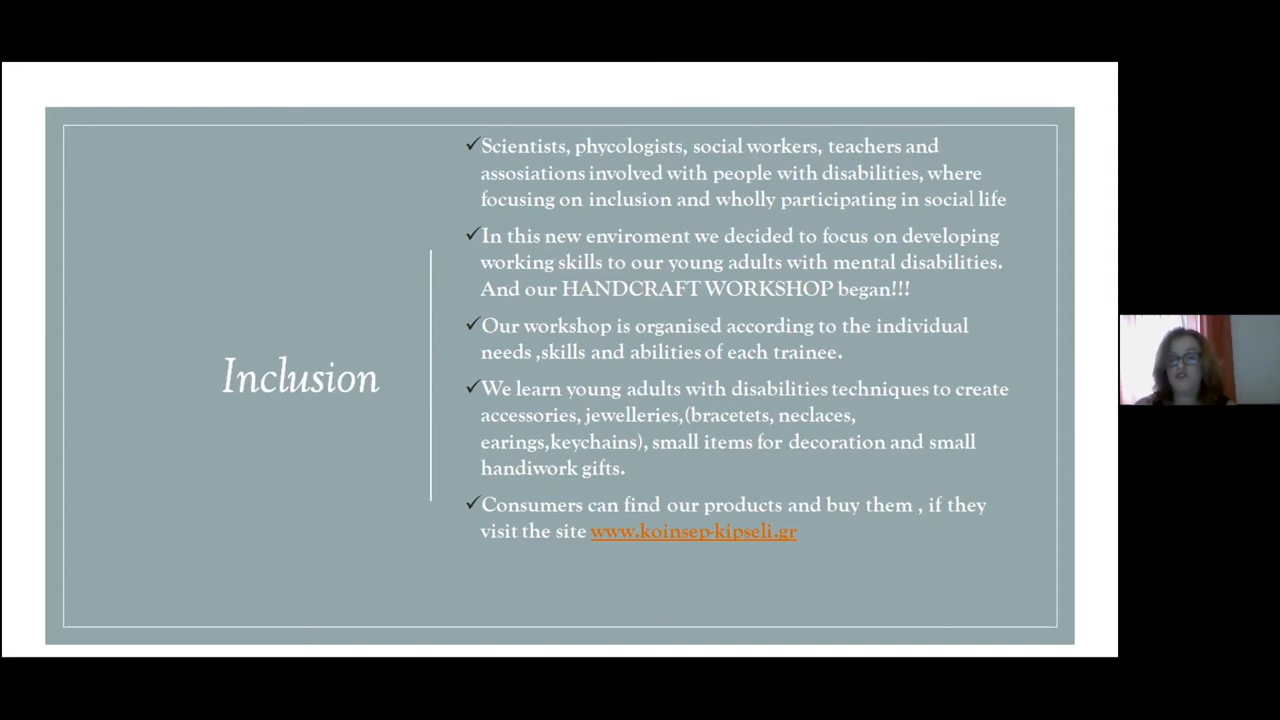 Inclusion
Scientists, phycologists, social workers, teachers and
assosiations involved with people with disabilities, where
focusing on inclusion and wholly participating in social life
In this new enviroment we decided to focus on developing
working skills to our young adults with mental disabilities.
And our HANDCRAFT WORKSHOP began!!!
Our workshop is organised according to the individual
needs ,skills and abilities of each trainee.
We learn young adults with disabilities techniques to create
accessories, jewelleries,(bracetets, neclaces,
earings,keychains), small items for decoration and small
handiwork gifts.
Consumers can find our products and buy them , if they
visit the site www.koinsep-kipseli.gr